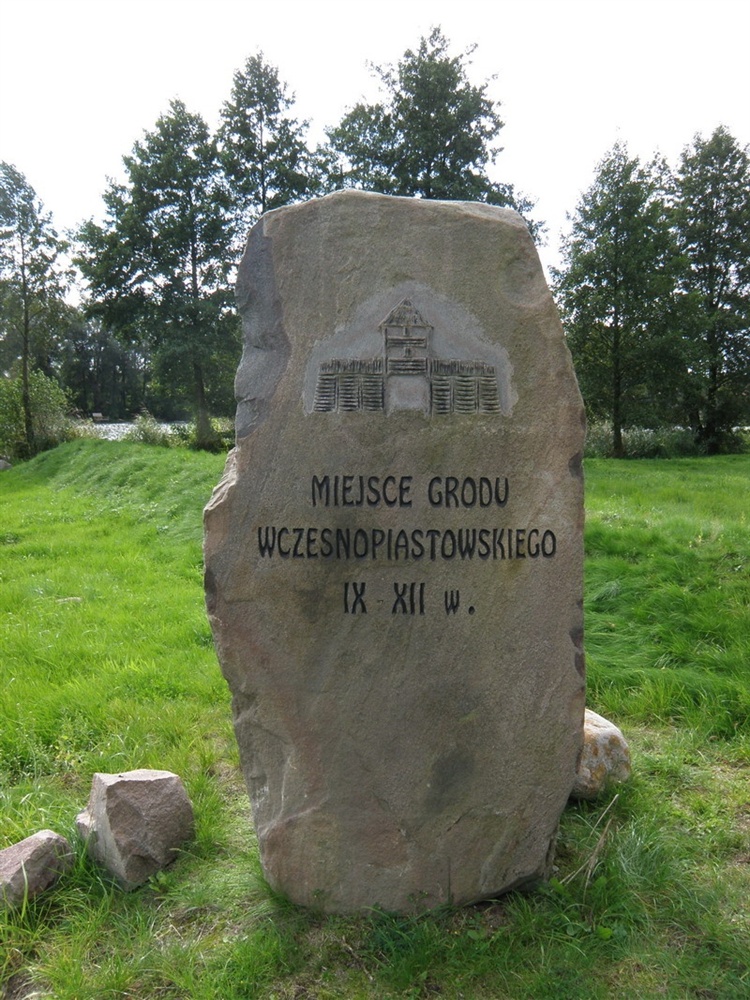 MIEJSCE GRODU
WCZESNOPIASTOWSKIEGO
IX - XII w.